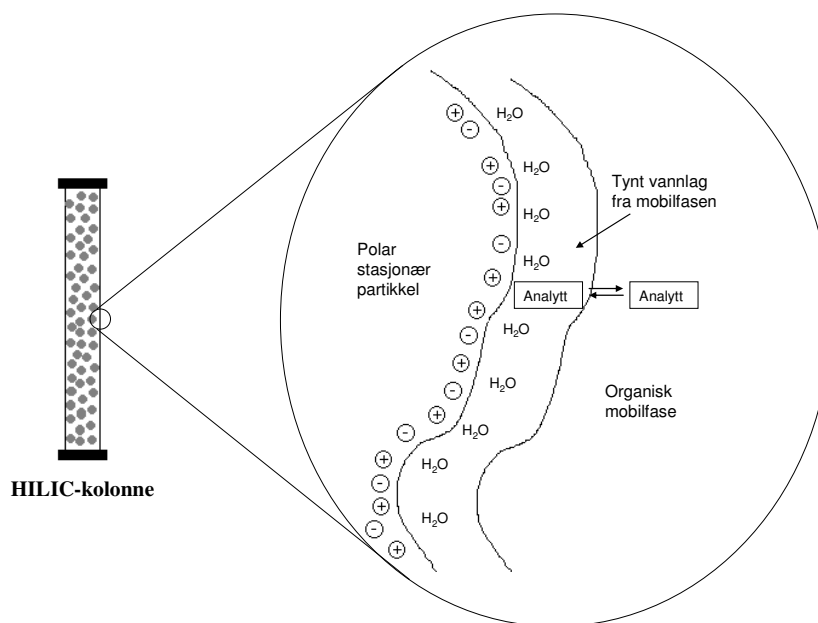 H₂O
H₂O
Tynt vannlag
fra mobilfasen
H₂O
Polar
stasjonær
partikkel
H₂O
Analytt
Analytt
H₂O
H₂O
Organisk
mobilfase
H₂O
H₂O
H₂O
HILIC-kolonne
+
-
+
-
+
-
+
+
-
+
-
+
-
+
-
+
-
+